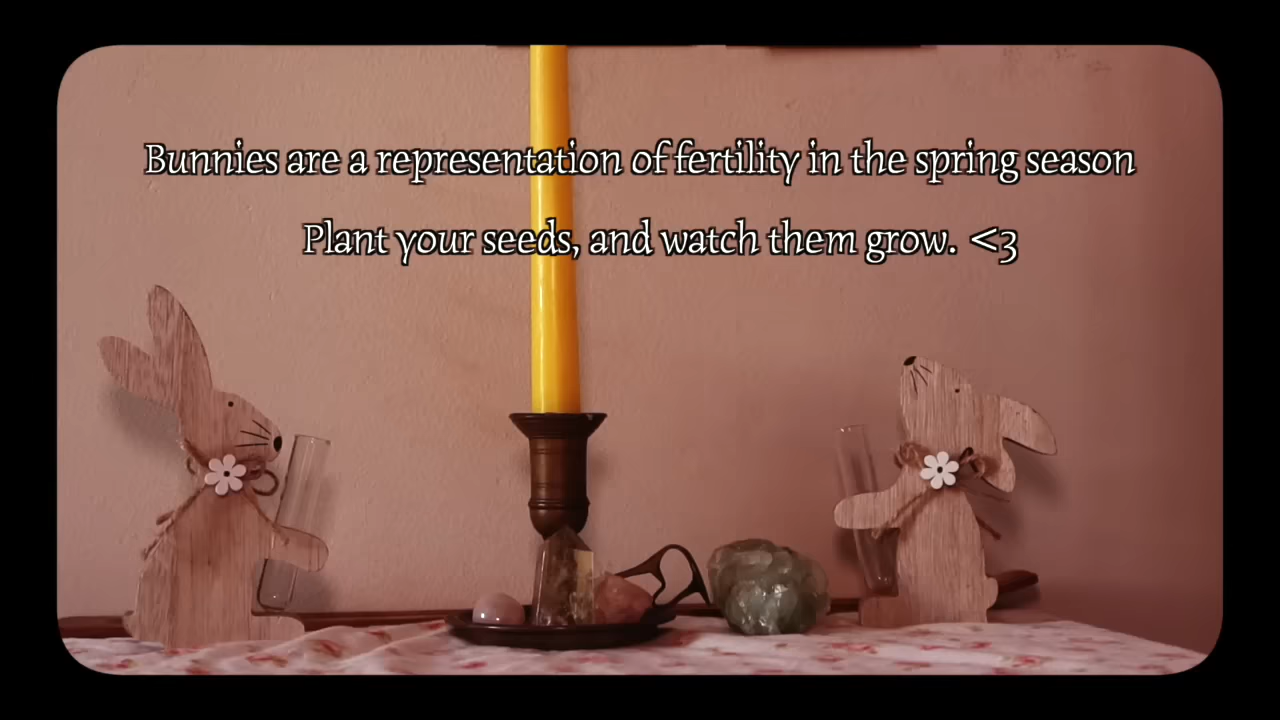 Bunnies are a representation of fertility in the spring season
Plant your seeds, and watch them grow. <3